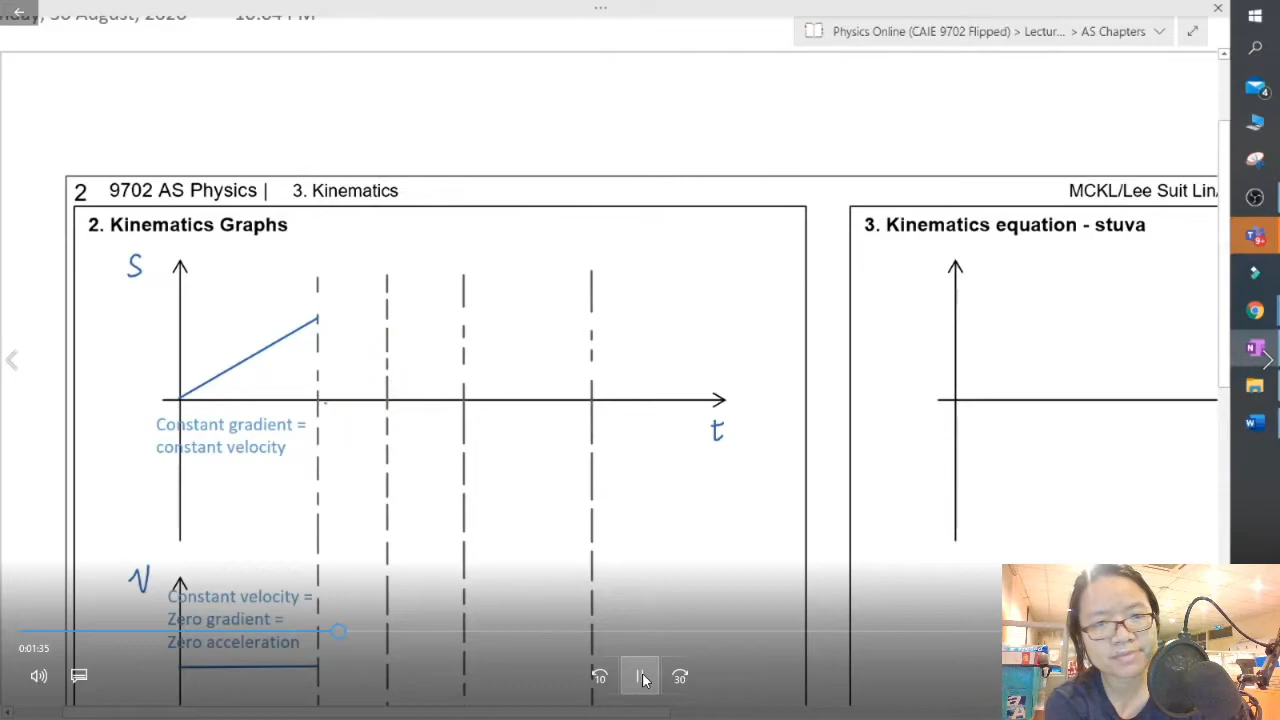 Physics Online (CAIE 9702 Flipped) > Lectur... > AS Chapters
4
2 9702 AS Physics | 3. Kinematics MCKL/Lee Suit Lin
2. Kinematics Graphs
3. Kinematics equation - stuva
9+
S
Constant gradient =
constant velocity
t
V
Constant velocity =
Zero gradient =
Zero acceleration
0:01:35
10
30